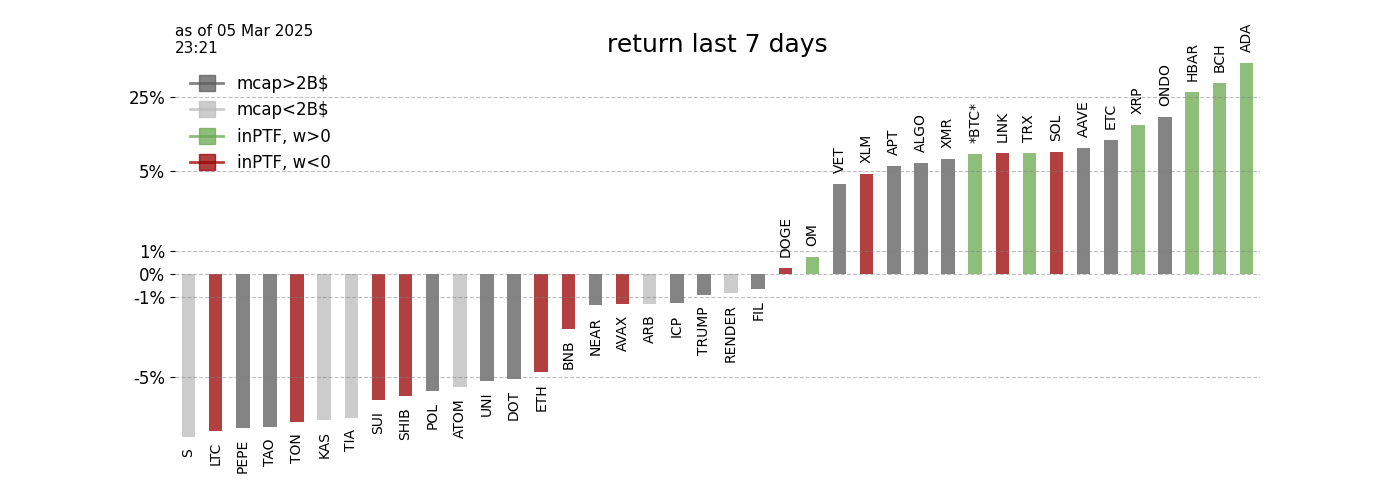 as of 05 Mar 2025
23:21
return last 7 days
mcap>2B$
mcap<2B$
inPTF, w>0
inPTF, w<0
25%
5%
1%
0%
-1%
-5%
S
LTC
PEPE
TAO
TON
KAS
TIA
SUI
SHIB
POL
ATOM
UNI
DOT
ETH
BNB
NEAR
AVAX
ARB
ICP
TRUMP
RENDER
FIL
DOGE
OM
VET
XLM
APT
ALGO
XMR
*BTC*
LINK
TRX
SOL
AAVE
ETC
XRP
ONDO
HBAR
BCH
ADA